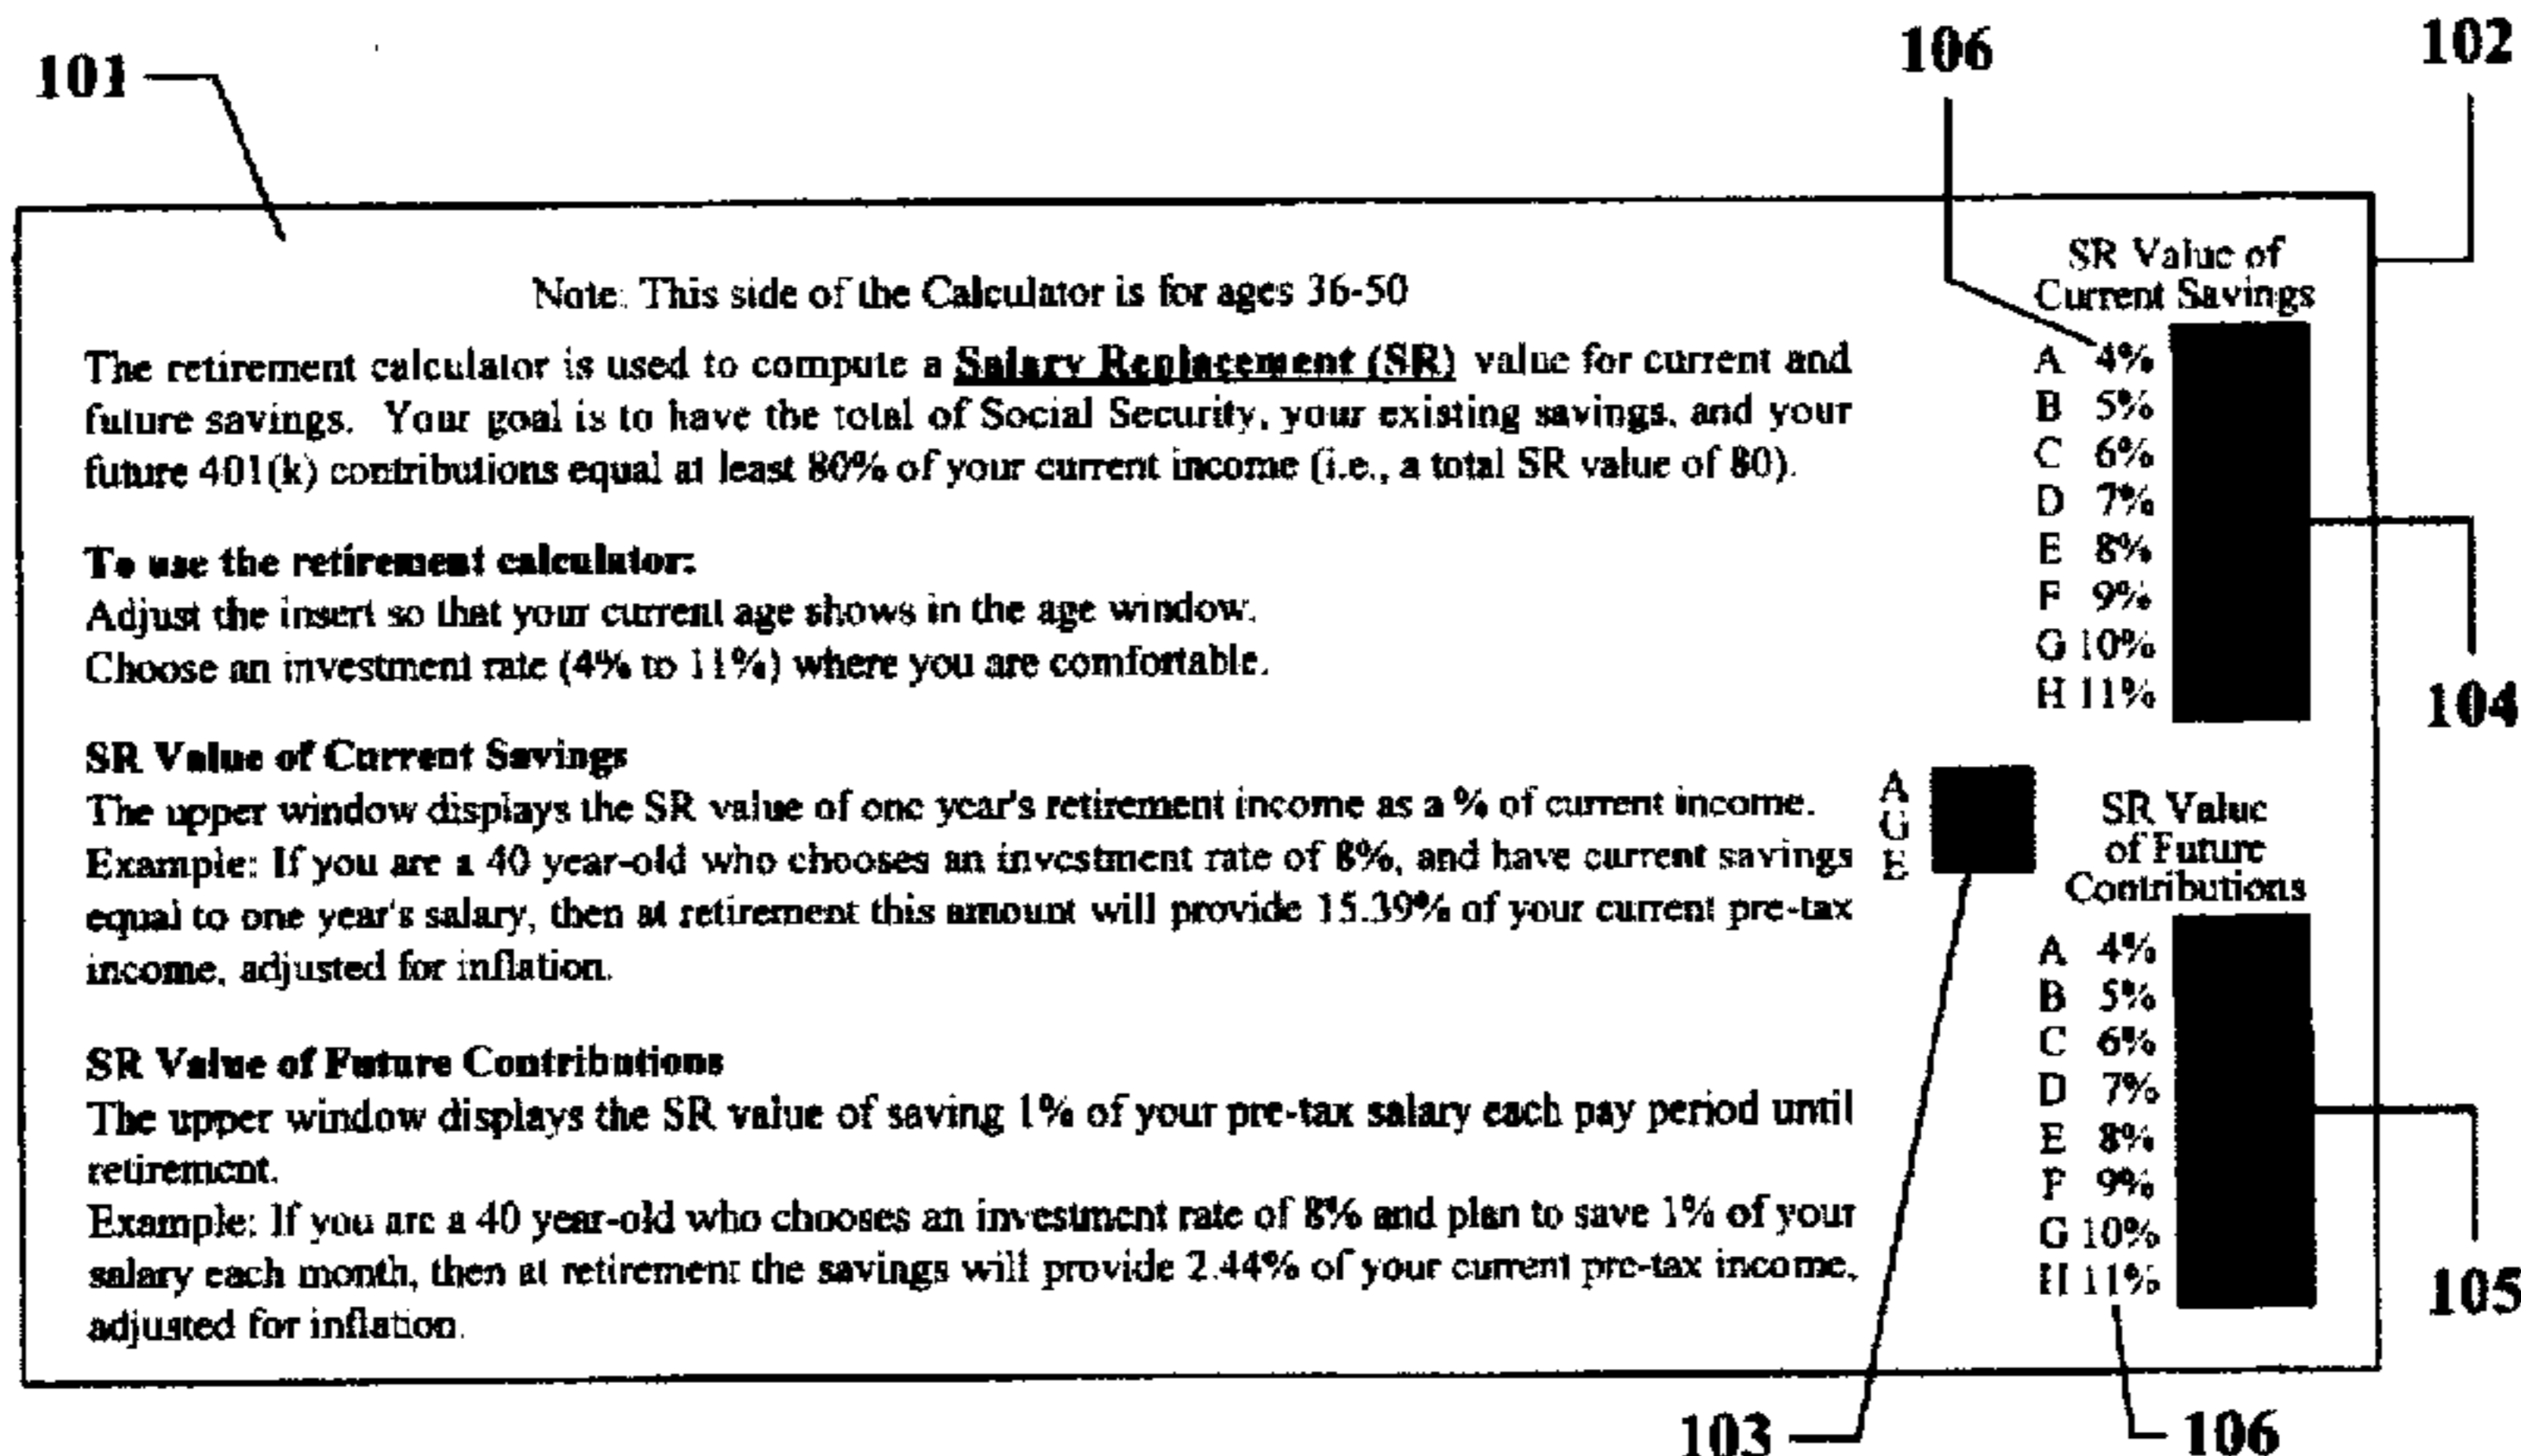 101
106
102
Note: This side of the Calculator is for ages 36-50
The retirement calculator is used to compute a Salary Replacement (SR) value for current and
future savings. Your goal is to have the total of Social Security, your existing savings, and your
future 401(k) contributions equal at least 80% of your current income (i.e., a total SR value of 80).
To use the retirement calculator:
Adjust the insert so that your current age shows in the age window.
Choose an investment rate (4% to 11%) where you are comfortable.
SR Value of Current Savings
The upper window displays the SR value of one year's retirement income as a % of current income.
Example: If you are a 40 year-old who chooses an investment rate of 8%, and have current savings
equal to one year's salary, then at retirement this amount will provide 15.39% of your current pre-tax
income, adjusted for inflation.
SR Value of Future Contributions
The upper window displays the SR value of saving 1% of your pre-tax salary each pay period until
retirement.
Example: If you are a 40 year-old who chooses an investment rate of 8% and plan to save 1% of your
salary each month, then at retirement the savings will provide 2.44% of your current pre-tax income,
adjusted for inflation.
SR Value of
Current Savings
A 4%
B 5%
C 6%
D 7%
E 8%
F 9%
G 10%
H 11%
104
A
G
E
SR Value
of Future
Contributions
A 4%
B 5%
C 6%
D 7%
E 8%
F 9%
G 10%
H 11%
105
103
106